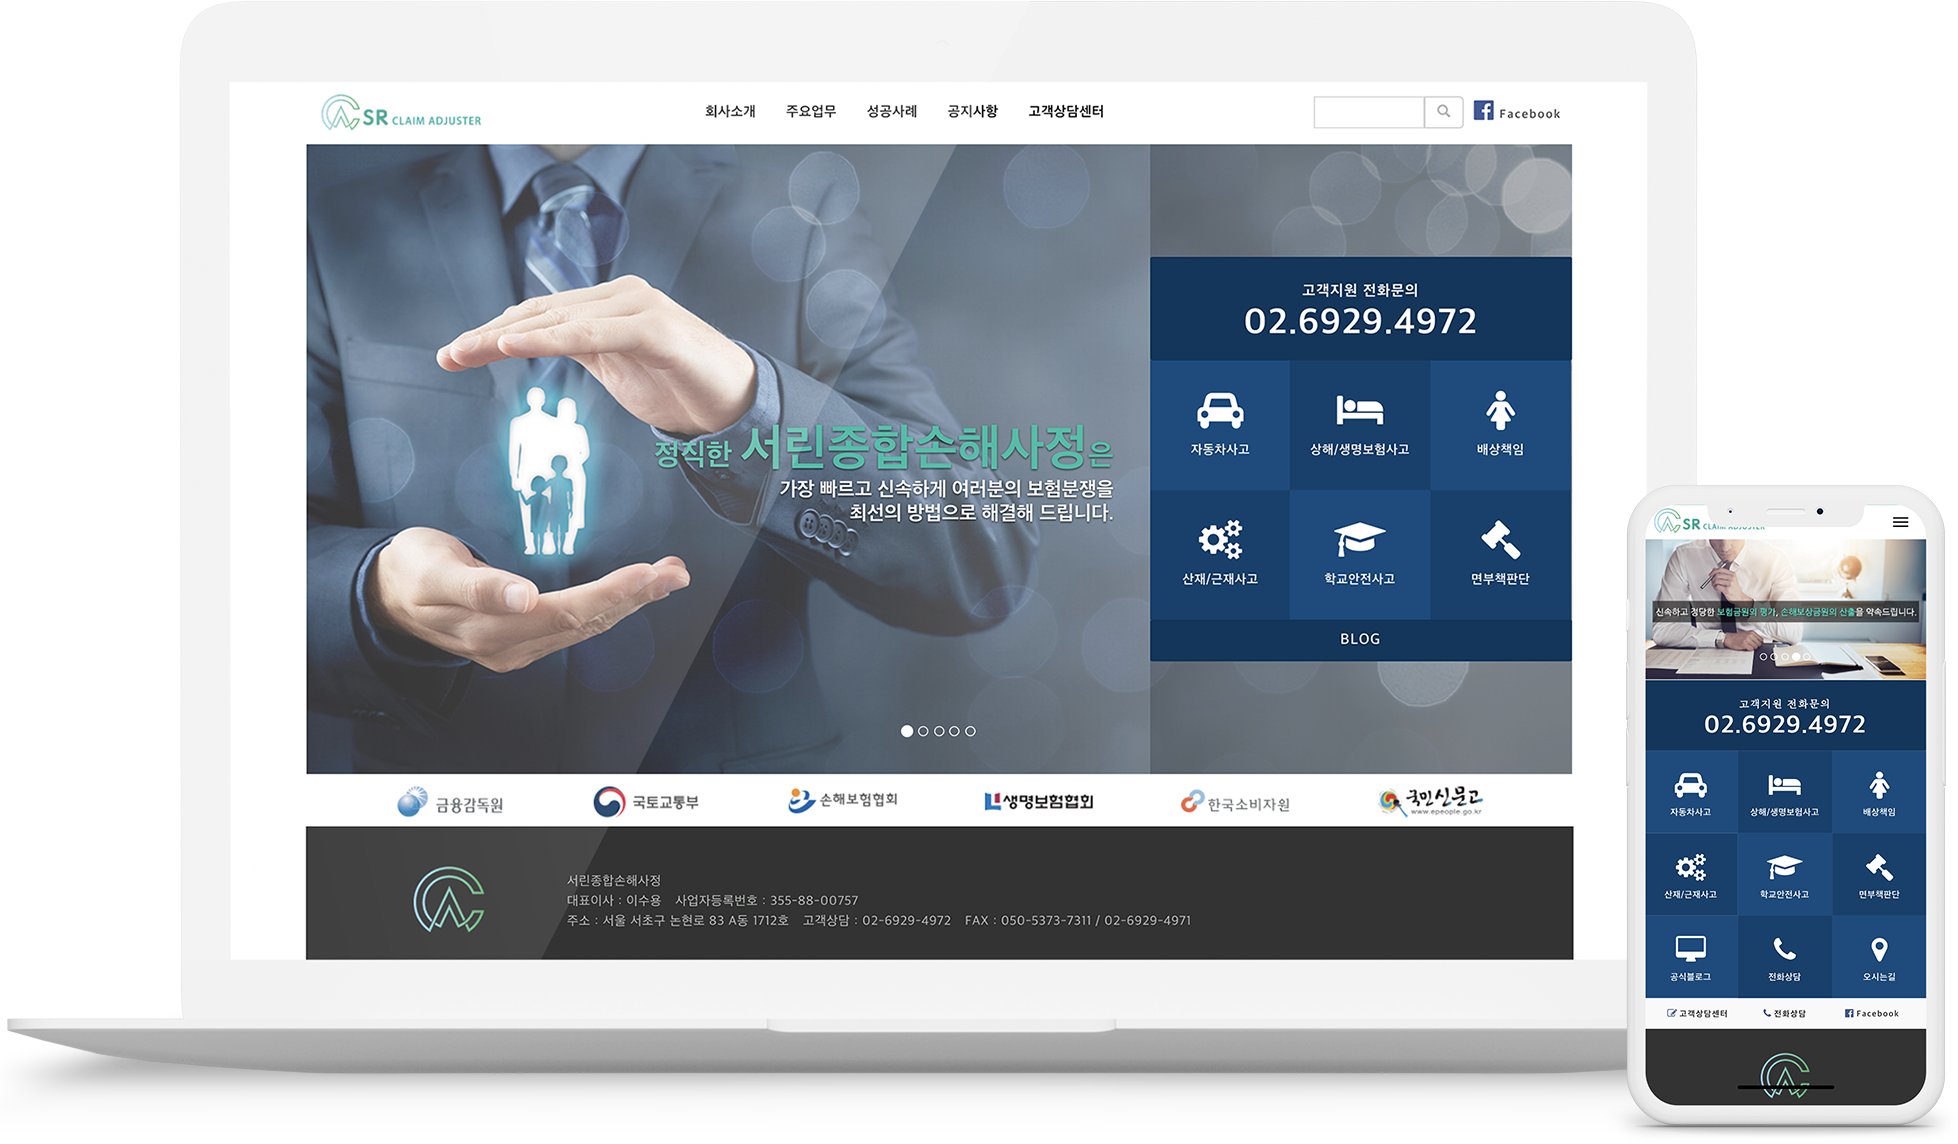 SR CLAIM ADJUSTER
회사소개 주요업무 성공사례 공지사항 고객상담센터
Facebook
정직한 서린종합손해사정은
가장 빠르고 신속하게 여러분의 보험분쟁을
최선의 방법으로 해결해 드립니다.
고객지원 전화문의
02.6929.4972
자동차사고 상해/생명보험사고 배상책임
산재/근재사고 학교안전사고 면부책판단
BLOG
금융감독원 국토교통부 손해보험협회 생명보험협회 한국소비자원 국민신문고
www.epeople.go.kr
서린종합손해사정
대표이사 : 이수용 사업자등록번호 : 355-88-00757
주소 : 서울 서초구 논현로 83 A동 1712호 고객상담 : 02-6929-4972 FAX : 050-5373-7311 / 02-6929-4971
SR CLAIM ADJUSTER
신속하고 정당한 보험금원의 평가, 손해보상금원의 산출을 약속드립니다.
고객지원 전화문의
02.6929.4972
자동차사고 상해/생명보험사고 배상책임
산재/근재사고 학교안전사고 면부책판단
공식블로그 전화상담 오시는길
고객상담센터 전화상담 Facebook